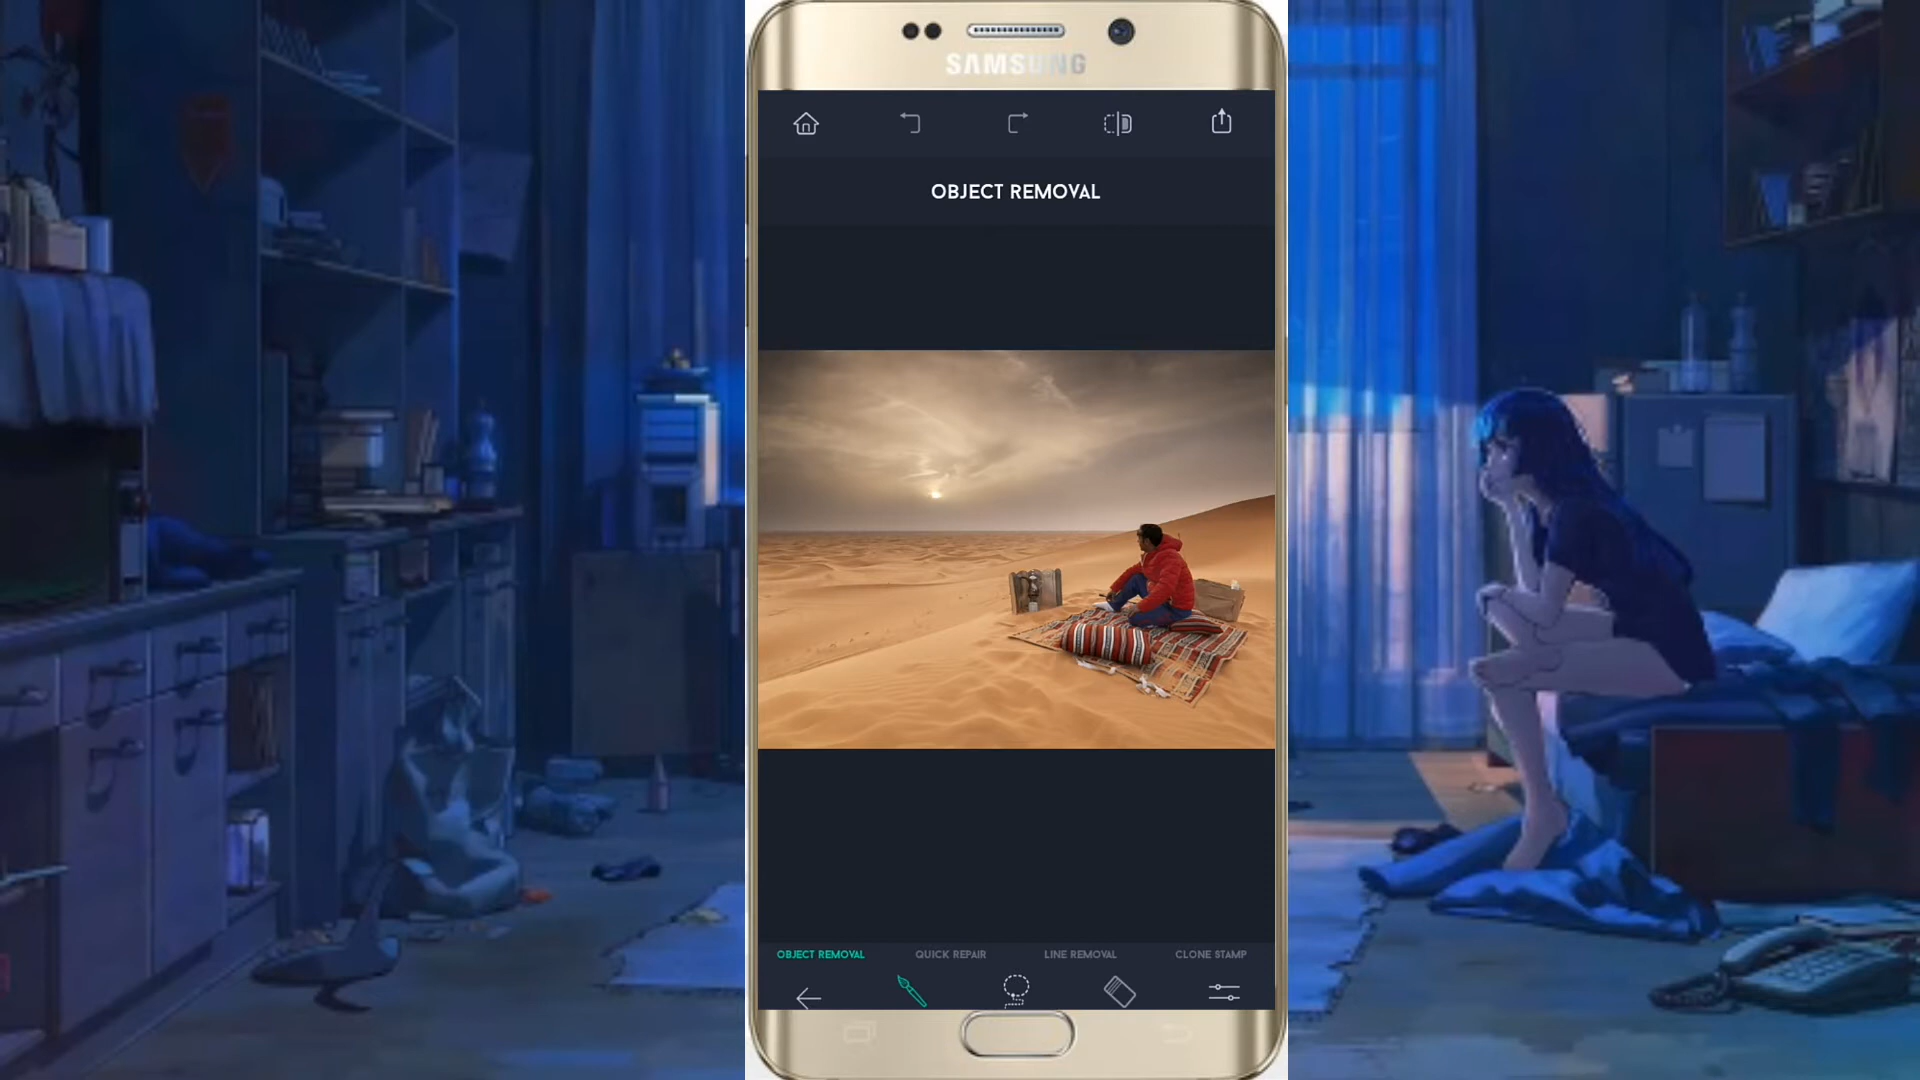 SAMSUNG
OBJECT REMOVAL
OBJECT REMOVAL
QUICK REPAIR
LINE REMOVAL
CLONE STAMP